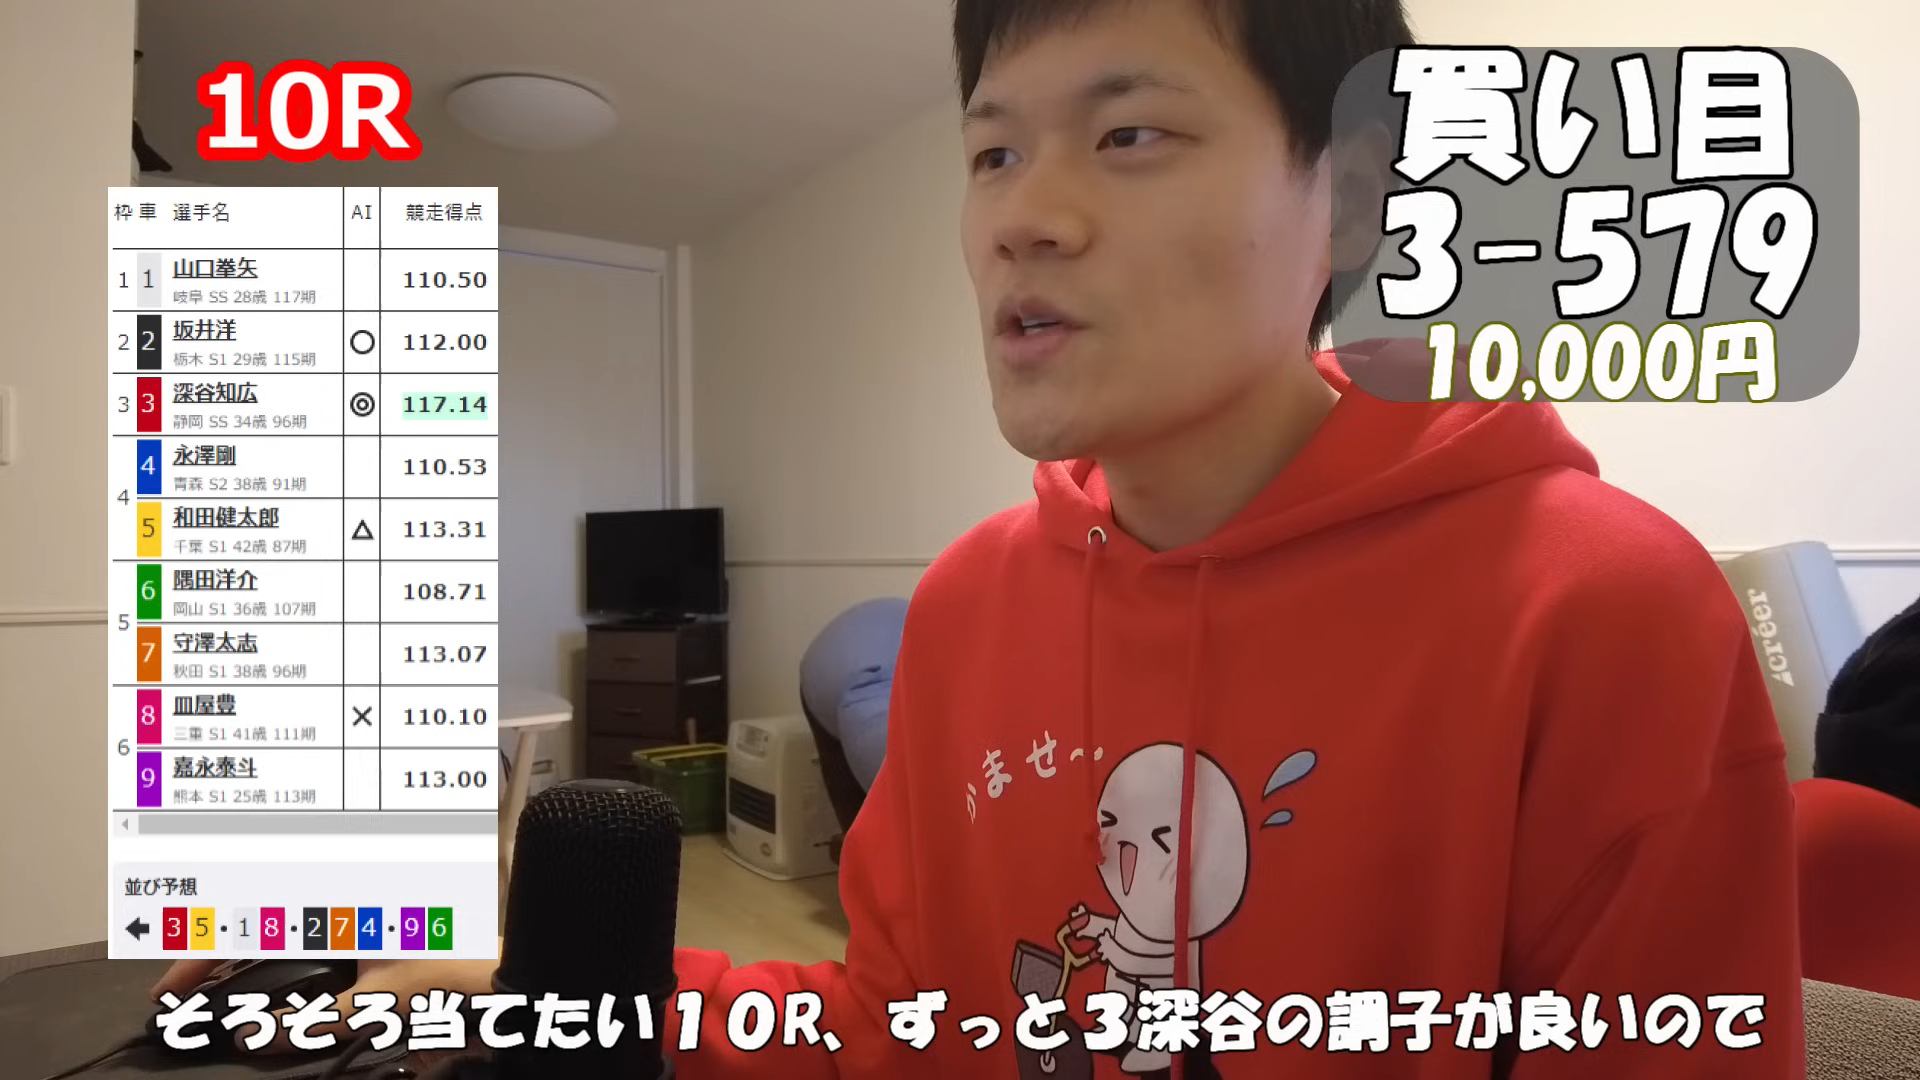 10R
買い目
3-579
10,000円
枠 車 選手名 AI 競走得点
1 1 山口拳矢 110.50
岐阜 SS 28歳 117期
2 2 坂井洋 ○ 112.00
栃木 S1 29歳 115期
3 3 深谷知広 ◎ 117.14
静岡 SS 34歳 96期
4 永澤剛 110.53
青森 S2 38歳 91期
4
5 和田健太郎 △ 113.31
千葉 S1 42歳 87期
6 隅田洋介 108.71
岡山 S1 36歳 107期
5
7 守澤太志 113.07
秋田 S1 38歳 96期
8 皿屋豊 × 110.10
三重 S1 41歳 111期
6
9 嘉永泰斗 113.00
熊本 S1 25歳 113期
並び予想
← 3 5・1 8・2 7 4・9 6
acréer
ませ〜
そろそろ当てたい10R、ずっと3深谷の調子が良いので